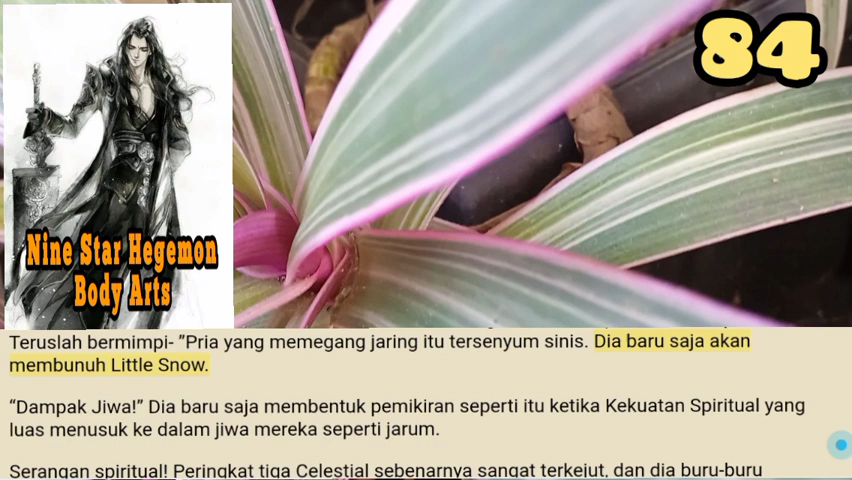 84
Nine Star Hegemon
Body Arts
Teruslah bermimpi- ”Pria yang memegang jaring itu tersenyum sinis. Dia baru saja akan
membunuh Little Snow.
“Dampak Jiwa!” Dia baru saja membentuk pemikiran seperti itu ketika Kekuatan Spiritual yang
luas menusuk ke dalam jiwa mereka seperti jarum.
Serangan spiritual! Peringkat tiga Celestial sebenarnya sangat terkejut, dan dia buru-buru